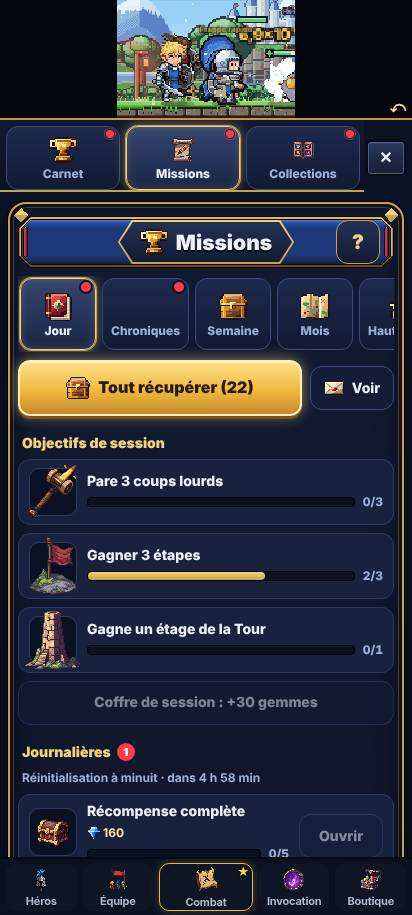 Carnet
Missions
Collections
×
Missions
?
Jour
Chroniques
Semaine
Mois
Haut
Tout récupérer (22)
Voir
Objectifs de session
Pare 3 coups lourds
0/3
Gagner 3 étapes
2/3
Gagne un étage de la Tour
0/1
Coffre de session : +30 gemmes
Journalières 1
Réinitialisation à minuit · dans 4 h 58 min
Récompense complète
160
0/5
Ouvrir
Héros
Équipe
Combat
Invocation
Boutique